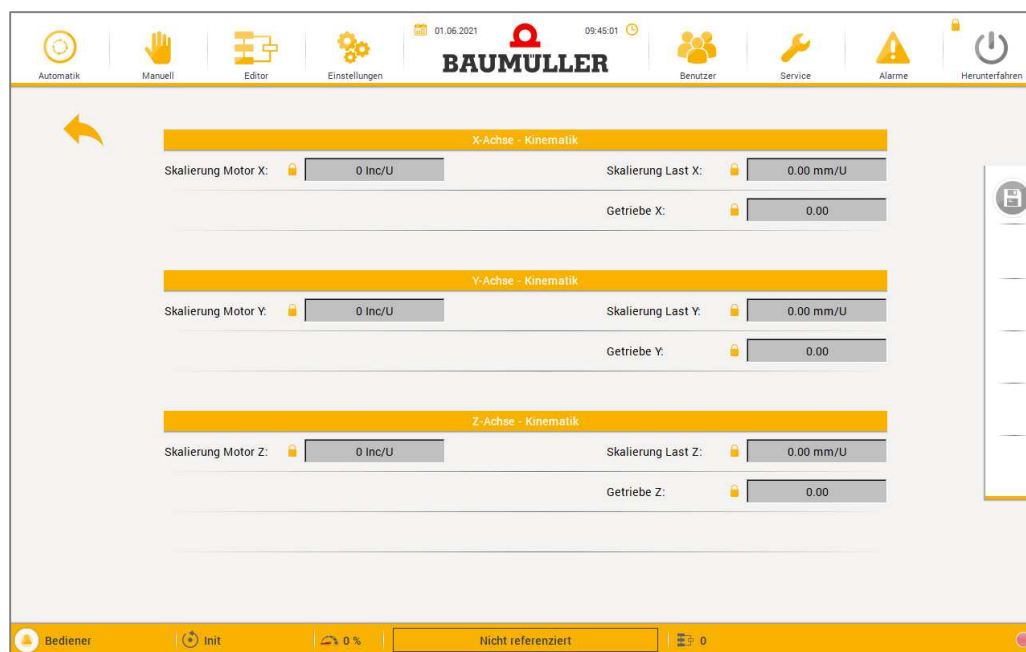 01.06.2021 09:45:01
BAUMÜLLER
Automatik Manuell Editor Einstellungen Benutzer Service Alarme Herunterfahren
X-Achse - Kinematik
Skalierung Motor X: 0 Inc/U Skalierung Last X: 0.00 mm/U
Getriebe X: 0.00
Y-Achse - Kinematik
Skalierung Motor Y: 0 Inc/U Skalierung Last Y: 0.00 mm/U
Getriebe Y: 0.00
Z-Achse - Kinematik
Skalierung Motor Z: 0 Inc/U Skalierung Last Z: 0.00 mm/U
Getriebe Z: 0.00
Bediener Init 0 % Nicht referenziert 0